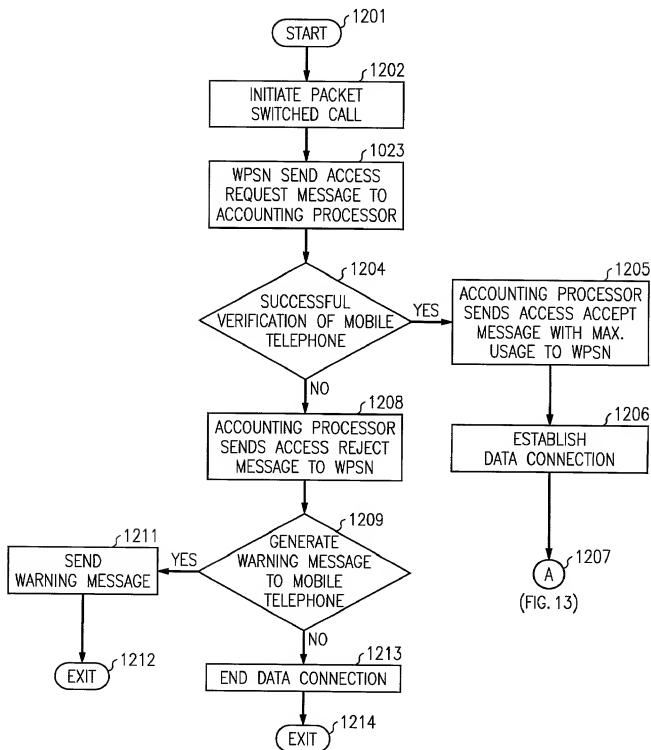 1201
START
1202
INITIATE PACKET
SWITCHED CALL
1023
WPSN SEND ACCESS
REQUEST MESSAGE TO
ACCOUNTING PROCESSOR
1204
SUCCESSFUL
VERIFICATION OF MOBILE
TELEPHONE
YES
1205
ACCOUNTING PROCESSOR
SENDS ACCESS ACCEPT
MESSAGE WITH MAX.
USAGE TO WPSN
1206
ESTABLISH
DATA CONNECTION
1207
A
(FIG. 13)
NO
1208
ACCOUNTING PROCESSOR
SENDS ACCESS REJECT
MESSAGE TO WPSN
1209
GENERATE
WARNING MESSAGE
TO MOBILE
TELEPHONE
YES
1211
SEND
WARNING MESSAGE
1212
EXIT
NO
1213
END DATA CONNECTION
1214
EXIT